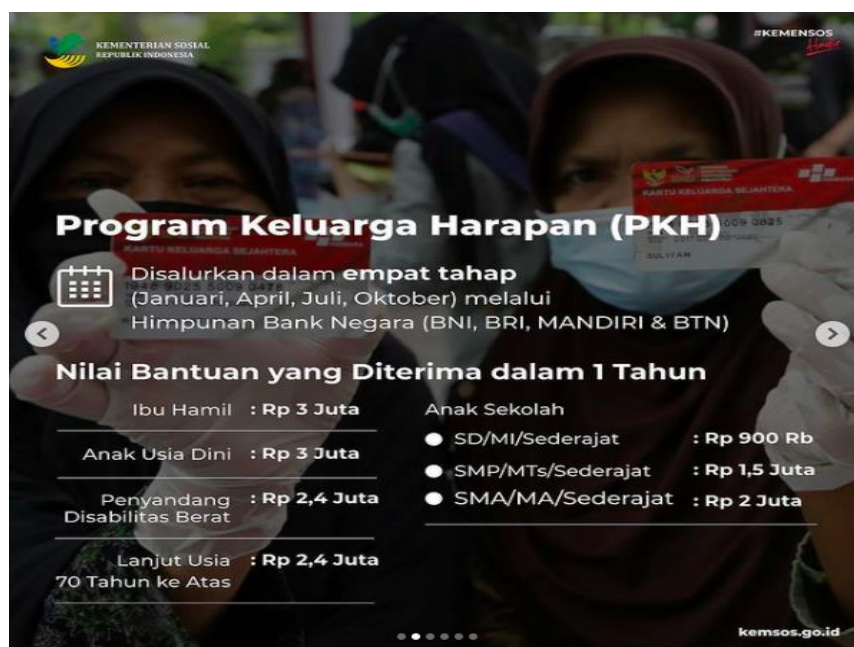 KEMENTERIAN SOSIAL
REPUBLIK INDONESIA
#KEMENSOS
Hadir
KARTU KELUARGA SEJAHTERA
Program Keluarga Harapan (PKH)
KARTU KELUARGA SEJAHTERA
Disalurkan dalam empat tahap
(Januari, April, Juli, Oktober) melalui
Himpunan Bank Negara (BNI, BRI, MANDIRI & BTN)
Nilai Bantuan yang Diterima dalam 1 Tahun
Ibu Hamil : Rp 3 Juta
Anak Usia Dini : Rp 3 Juta
Penyandang : Rp 2,4 Juta
Disabilitas Berat
Lanjut Usia : Rp 2,4 Juta
70 Tahun ke Atas
Anak Sekolah
SD/MI/Sederajat : Rp 900 Rb
SMP/MTs/Sederajat : Rp 1,5 Juta
SMA/MA/Sederajat : Rp 2 Juta
kemsos.go.id